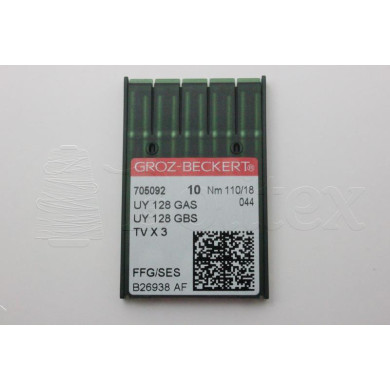 GROZ-BECKERT®
705092 10 Nm 110/18
044
UY 128 GAS
UY 128 GBS
TV X 3
FFG/SES
B26938 AF